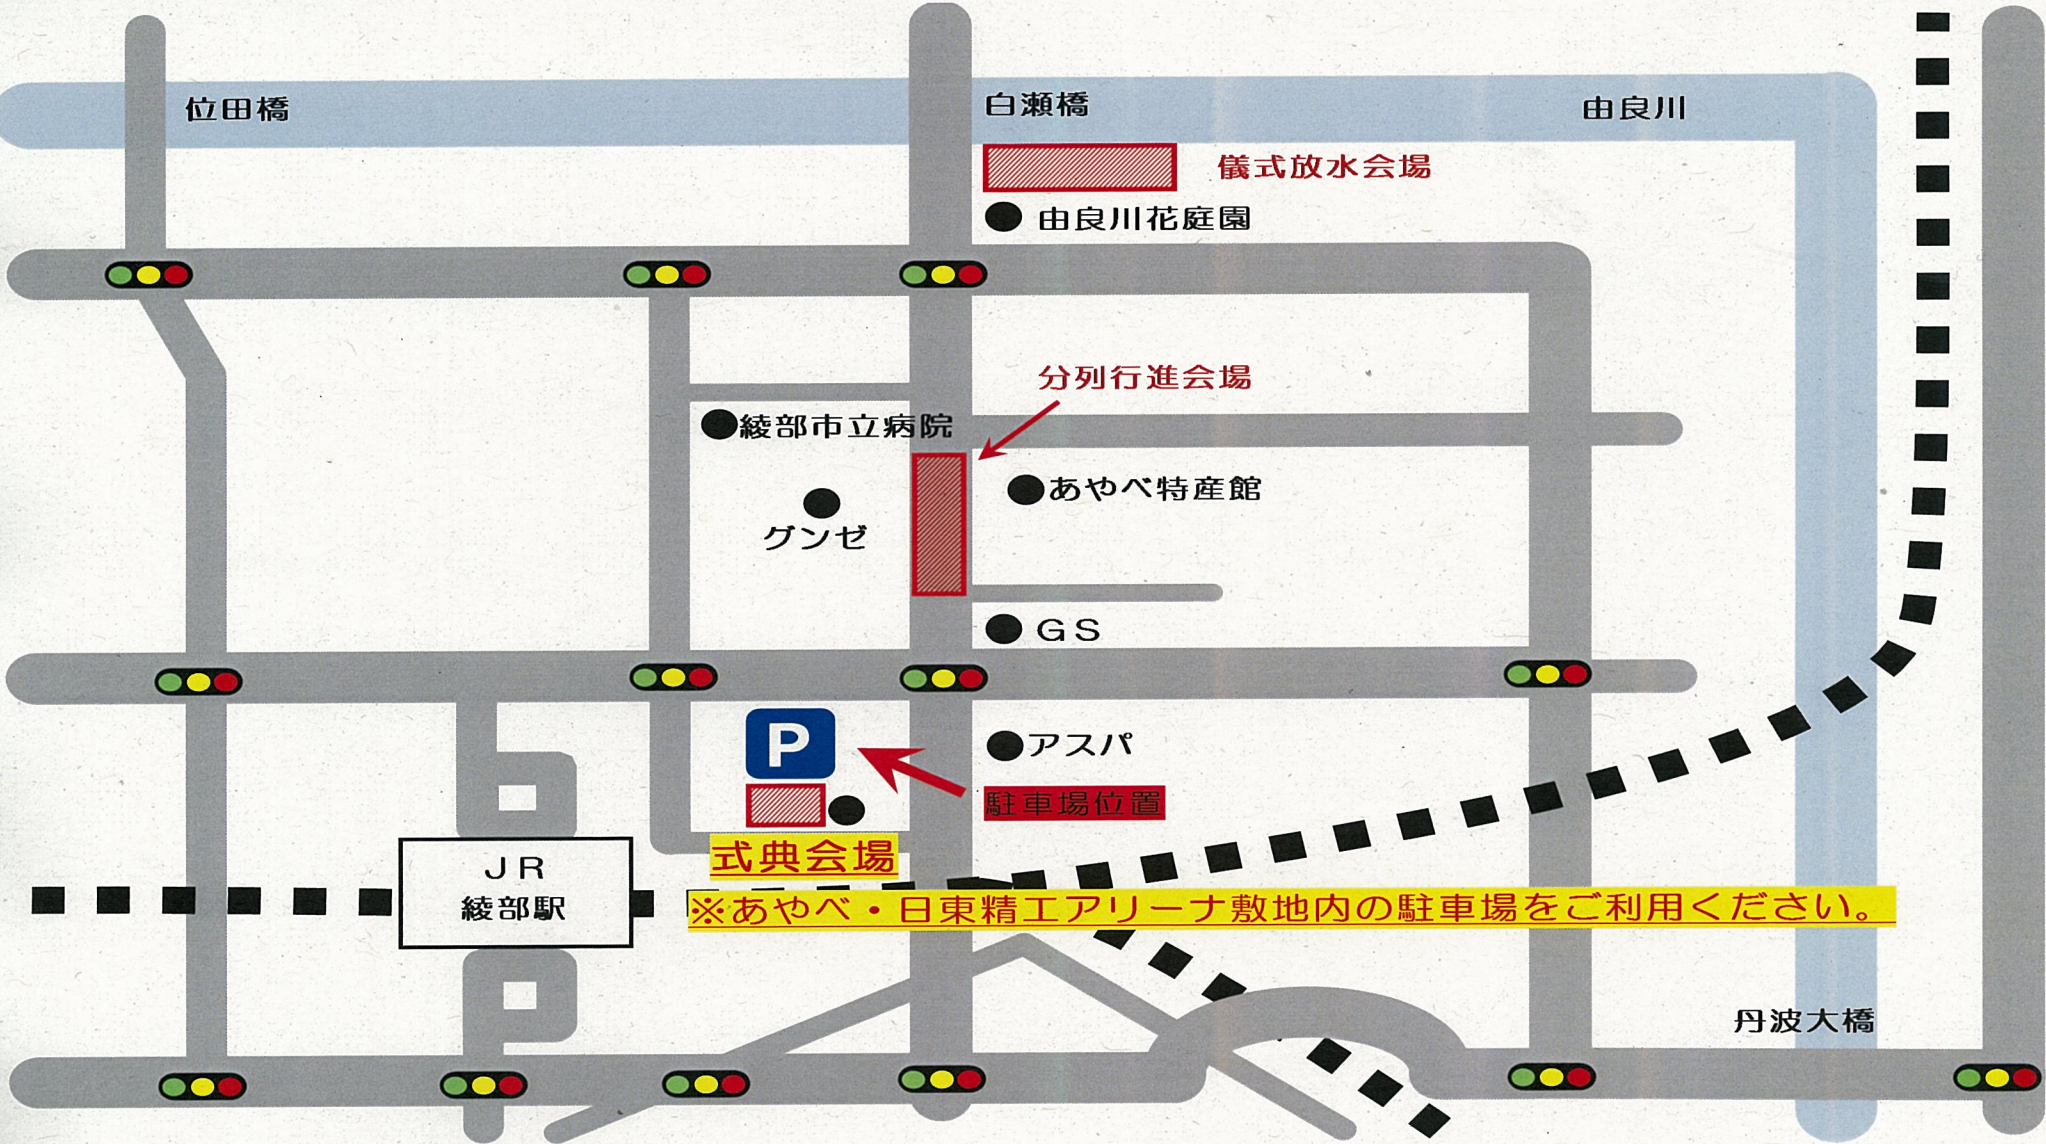 位田橋
白瀬橋
由良川
儀式放水会場
由良川花庭園
分列行進会場
綾部市立病院
あやべ特産館
グンゼ
GS
P
アスパ
駐車場位置
式典会場
JR
綾部駅
※あやべ・日東精工アリーナ敷地内の駐車場をご利用ください。
丹波大橋